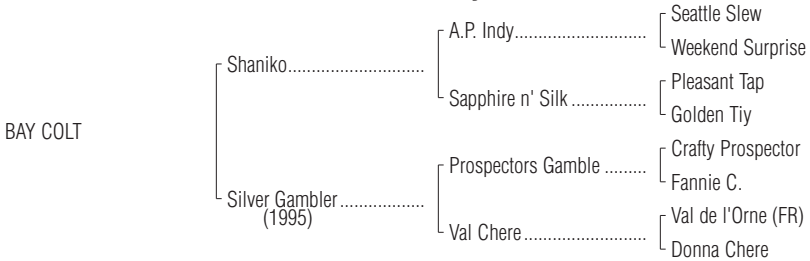 Seattle Slew
A.P. Indy............................
Weekend Surprise
Shaniko.............................
Pleasant Tap
Sapphire n' Silk ................
Golden Tiy
BAY COLT
Crafty Prospector
Prospectors Gamble .........
Fannie C.
Silver Gambler..................
(1995)
Val de l'Orne (FR)
Val Chere..........................
Donna Chere